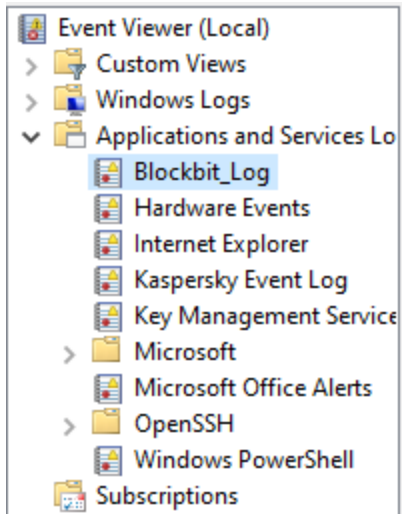 Event Viewer (Local)
Custom Views
Windows Logs
Applications and Services Lo
Blockbit_Log
Hardware Events
Internet Explorer
Kaspersky Event Log
Key Management Service
Microsoft
Microsoft Office Alerts
OpenSSH
Windows PowerShell
Subscriptions